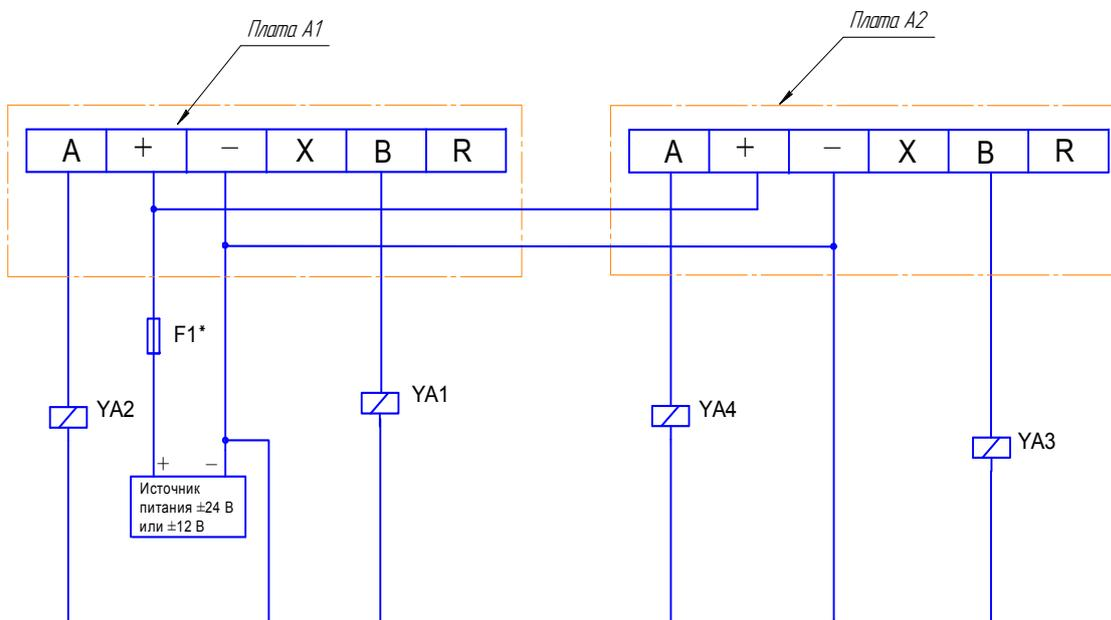 Плата А1
Плата А2
A + – X B R
A + – X B R
F1*
YA2
YA1
YA4
YA3
+ –
Источник
питания ±24 В
или ±12 В